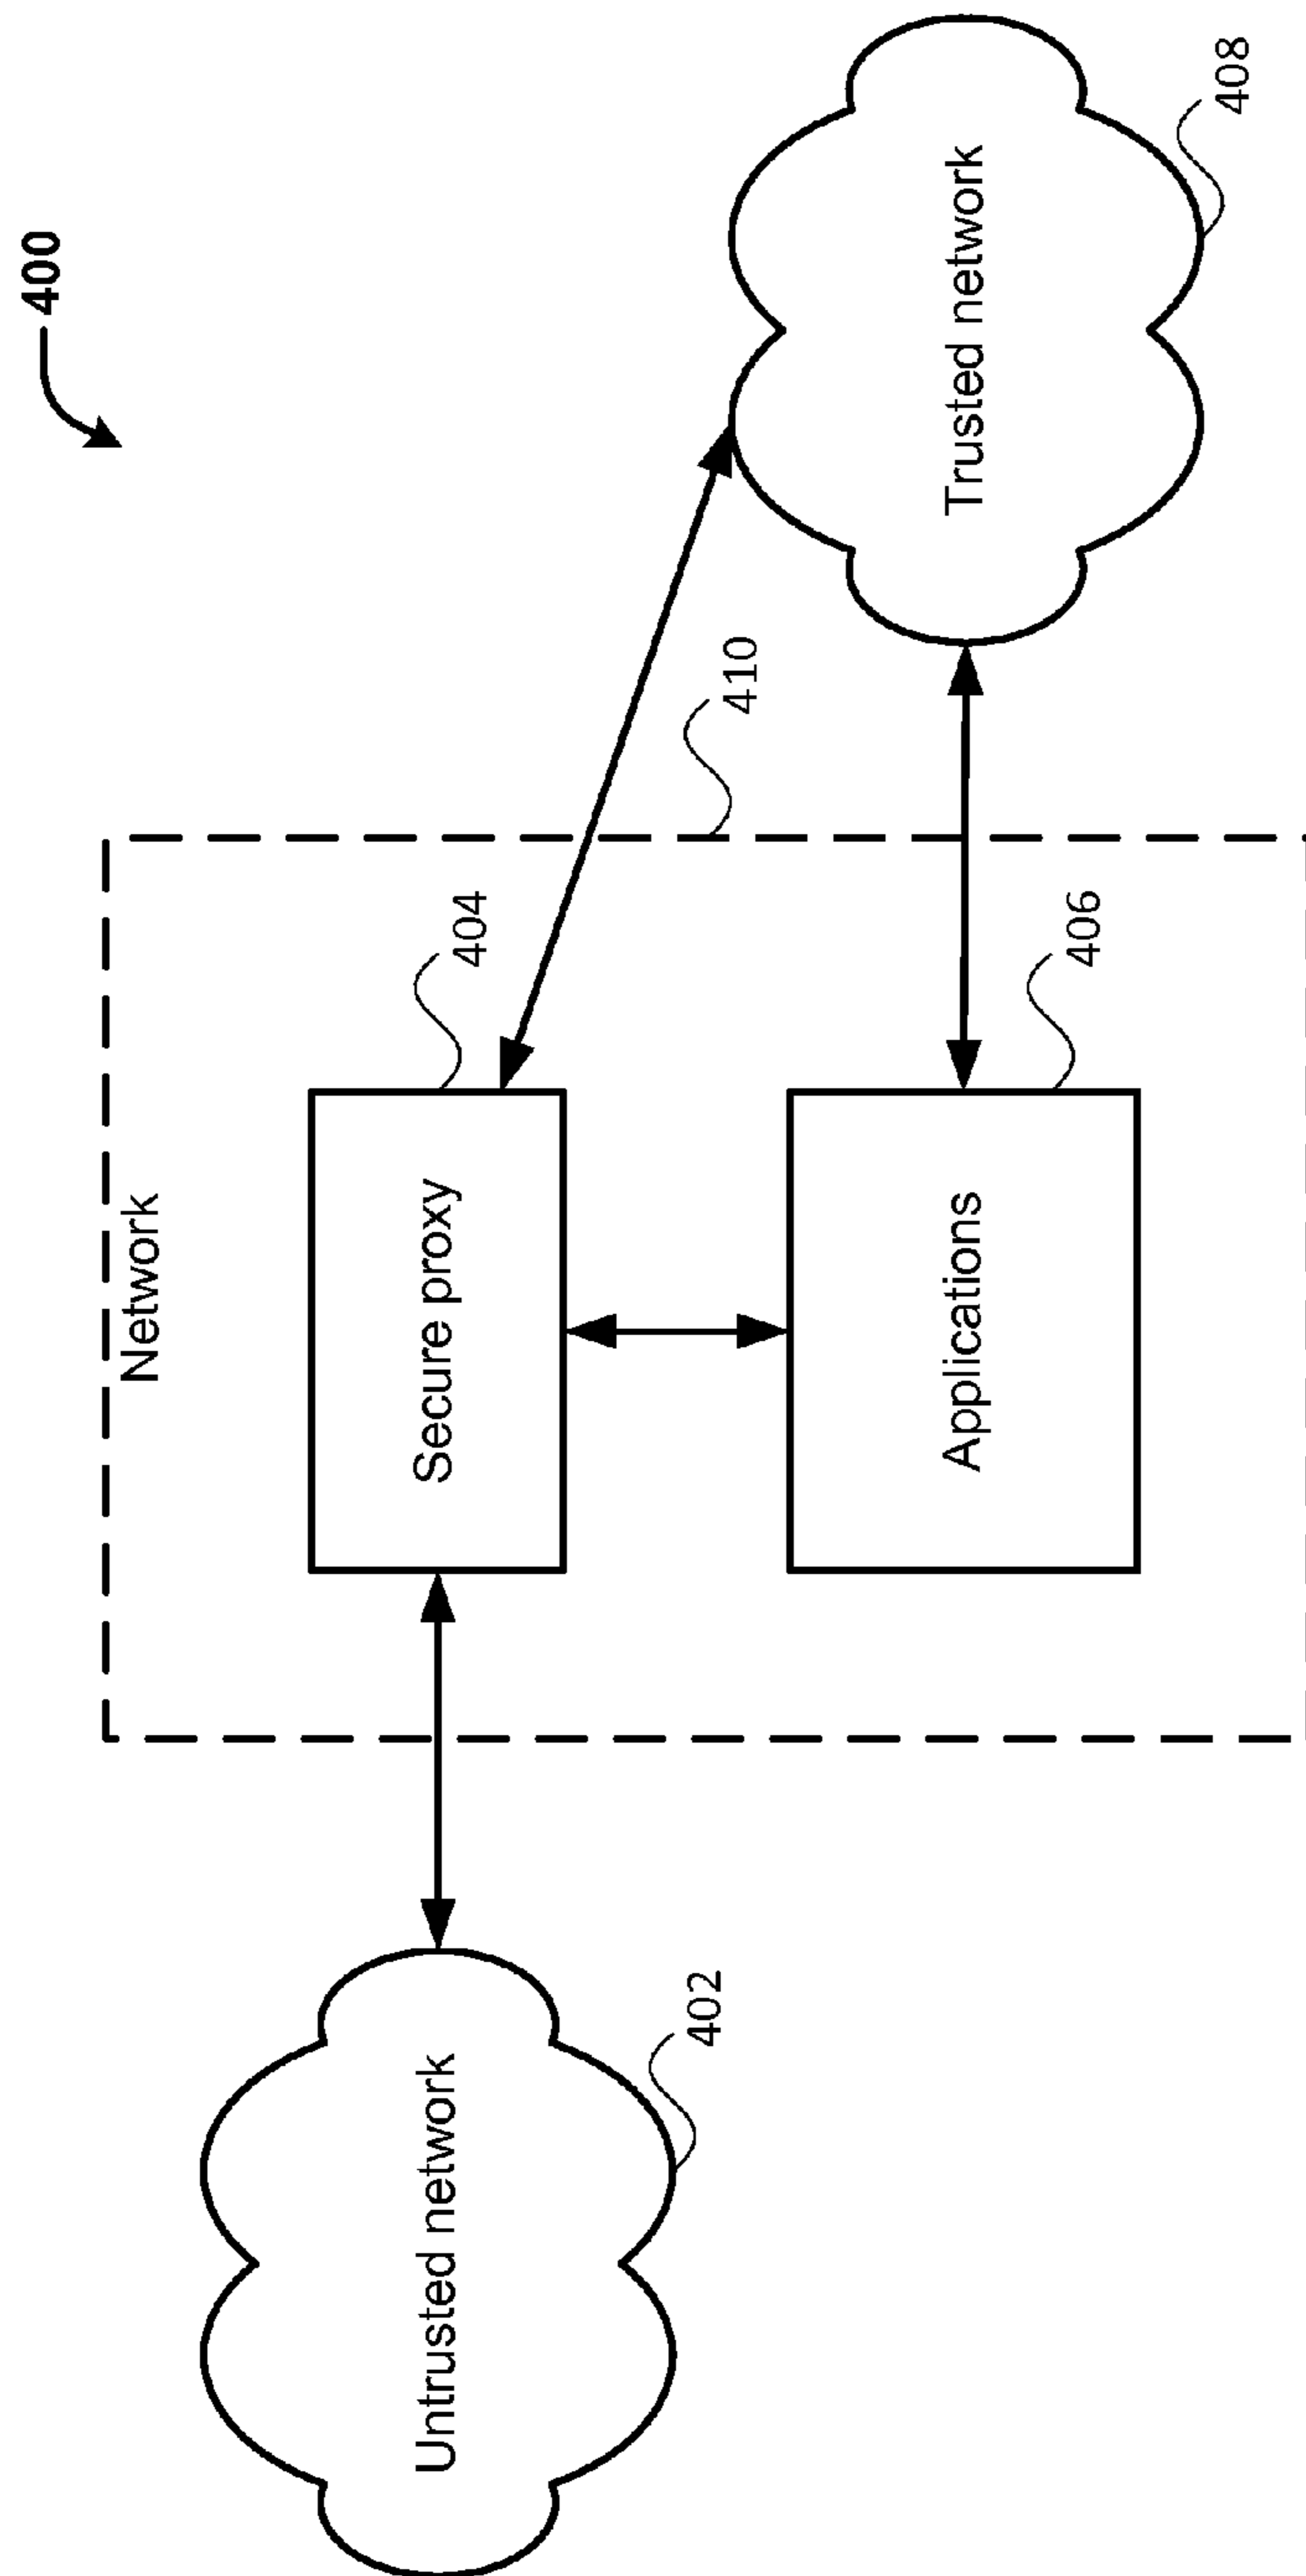 400
Network
Untrusted network
402
Secure proxy
404
410
Applications
406
Trusted network
408